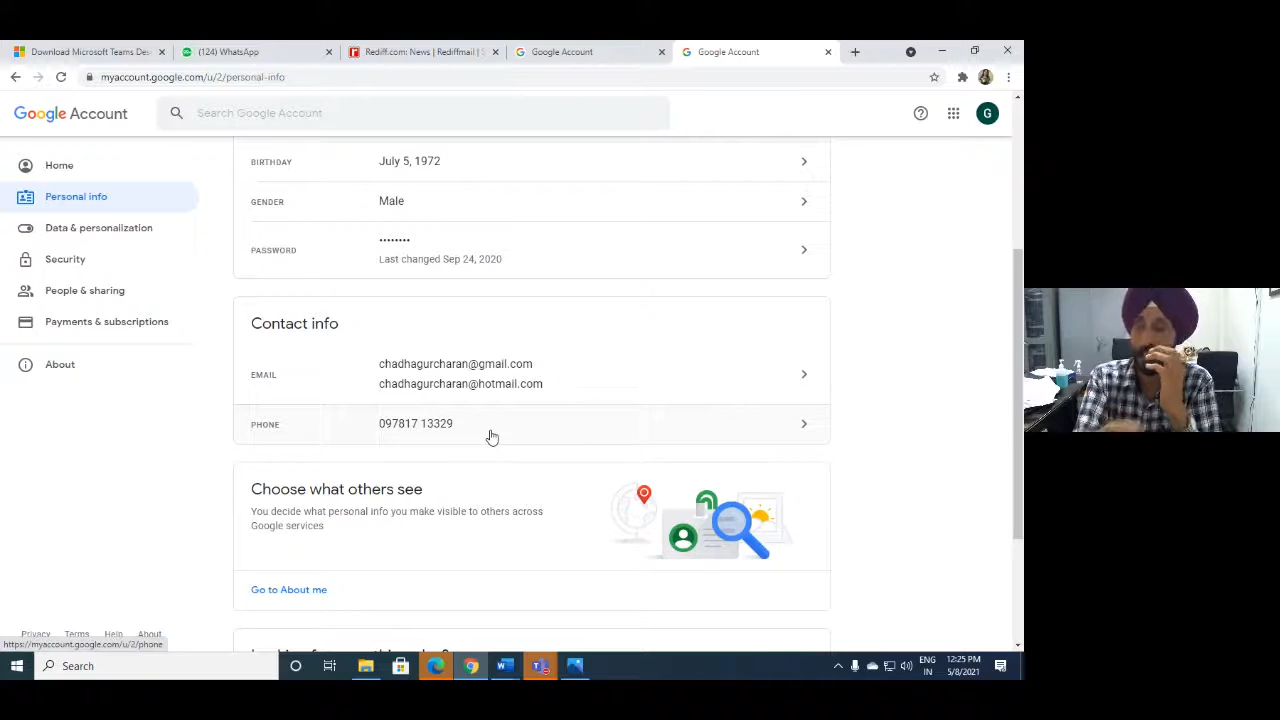 Download Microsoft Teams Des
(124) WhatsApp
Rediff.com: News | Rediffmail | S
Google Account
Google Account
myaccount.google.com/u/2/personal-info
Google Account
Search Google Account
G
Home
Personal info
Data & personalization
Security
People & sharing
Payments & subscriptions
About
BIRTHDAY
July 5, 1972
GENDER
Male
PASSWORD
••••••••
Last changed Sep 24, 2020
Contact info
EMAIL
chadhagurcharan@gmail.com
chadhagurcharan@hotmail.com
PHONE
097817 13329
Choose what others see
You decide what personal info you make visible to others across
Google services
Go to About me
Privacy Terms Help About
https://myaccount.google.com/u/2/phone
Search
ENG
IN
12:25 PM
5/8/2021